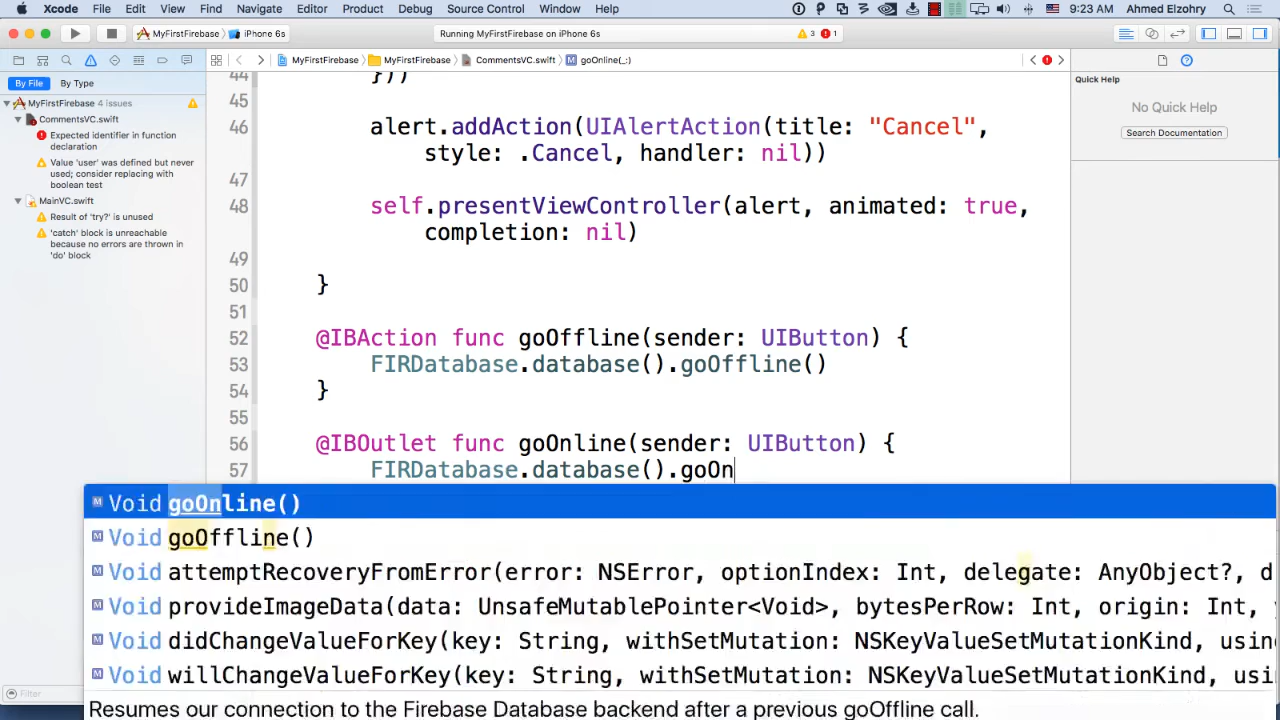 Xcode File Edit View Find Navigate Editor Product Debug Source Control Window Help 9:23 AM Ahmed Elzohry
MyFirstFirebase iPhone 6s Running MyFirstFirebase on iPhone 6s 3 1
MyFirstFirebase MyFirstFirebase CommentsVC.swift goOnline(_:)
By File By Type
MyFirstFirebase 4 issues
CommentsVC.swift
Expected identifier in function
declaration
Value 'user' was defined but never
used; consider replacing with
boolean test
MainVC.swift
Result of 'try?' is unused
'catch' block is unreachable
because no errors are thrown in
'do' block
Filter
44 }))
45
46 alert.addAction(UIAlertAction(title: "Cancel",
style: .Cancel, handler: nil))
47
48 self.presentViewController(alert, animated: true,
completion: nil)
49
50 }
51
52 @IBAction func goOffline(sender: UIButton) {
53 FIRDatabase.database().goOffline()
54 }
55
56 @IBOutlet func goOnline(sender: UIButton) {
57 FIRDatabase.database().goOn
M Void goOnline()
M Void goOffline()
M Void attemptRecoveryFromError(error: NSError, optionIndex: Int, delegate: AnyObject?, d
M Void provideImageData(data: UnsafeMutablePointer<Void>, bytesPerRow: Int, origin: Int,
M Void didChangeValueForKey(key: String, withSetMutation: NSKeyValueSetMutationKind, usin
M Void willChangeValueForKey(key: String, withSetMutation: NSKeyValueSetMutationKind, usi
Resumes our connection to the Firebase Database backend after a previous goOffline call.
Quick Help
No Quick Help
Search Documentation